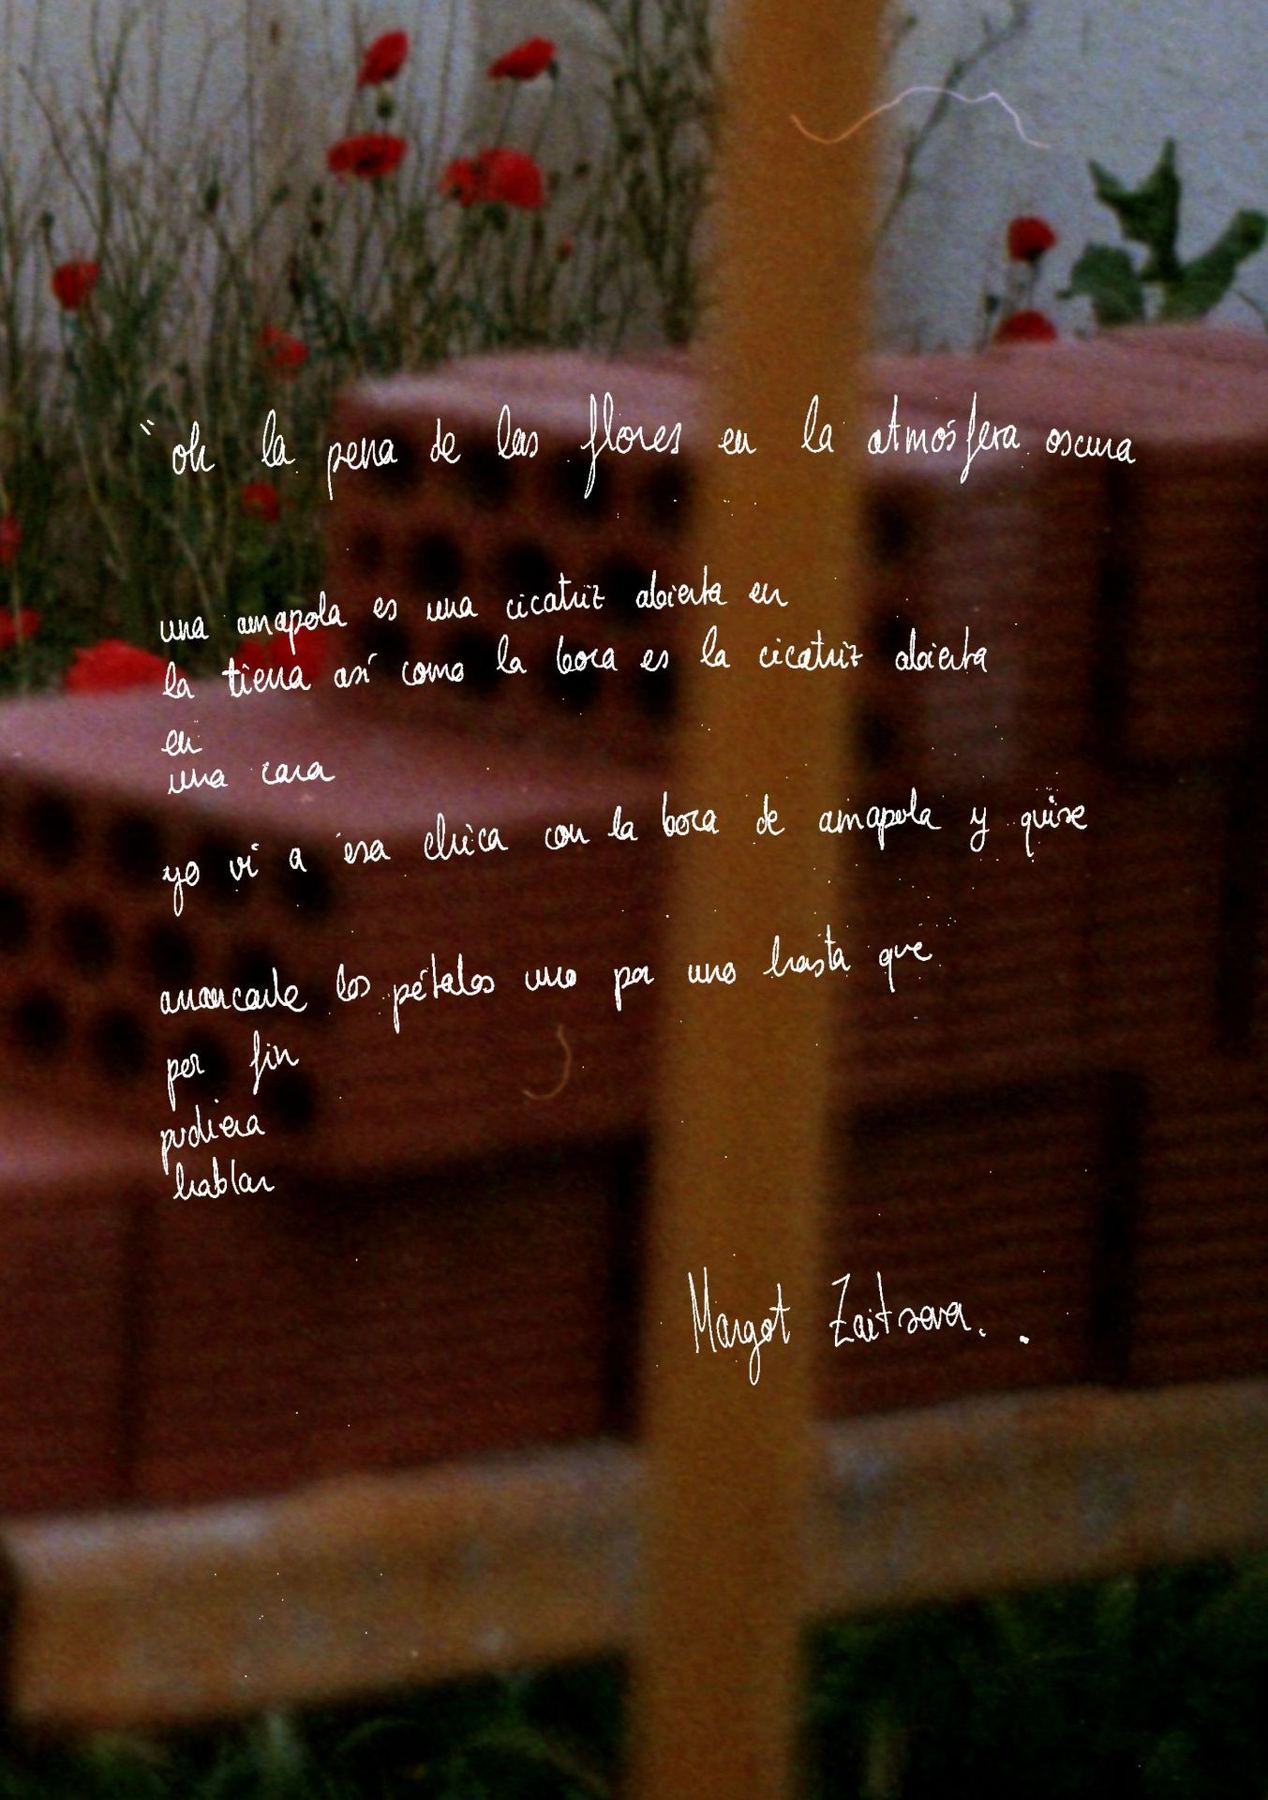 "oh la pena de las flores en la atmósfera oscura
una amapola es una cicatriz abierta en
la tierra así como la boca es la cicatriz abierta
en
una cara
yo vi a esa chica con la boca de amapola y quise
arrancarle los pétalos uno por uno hasta que
por fin
pudiera
hablar
Margot Zaitseva.